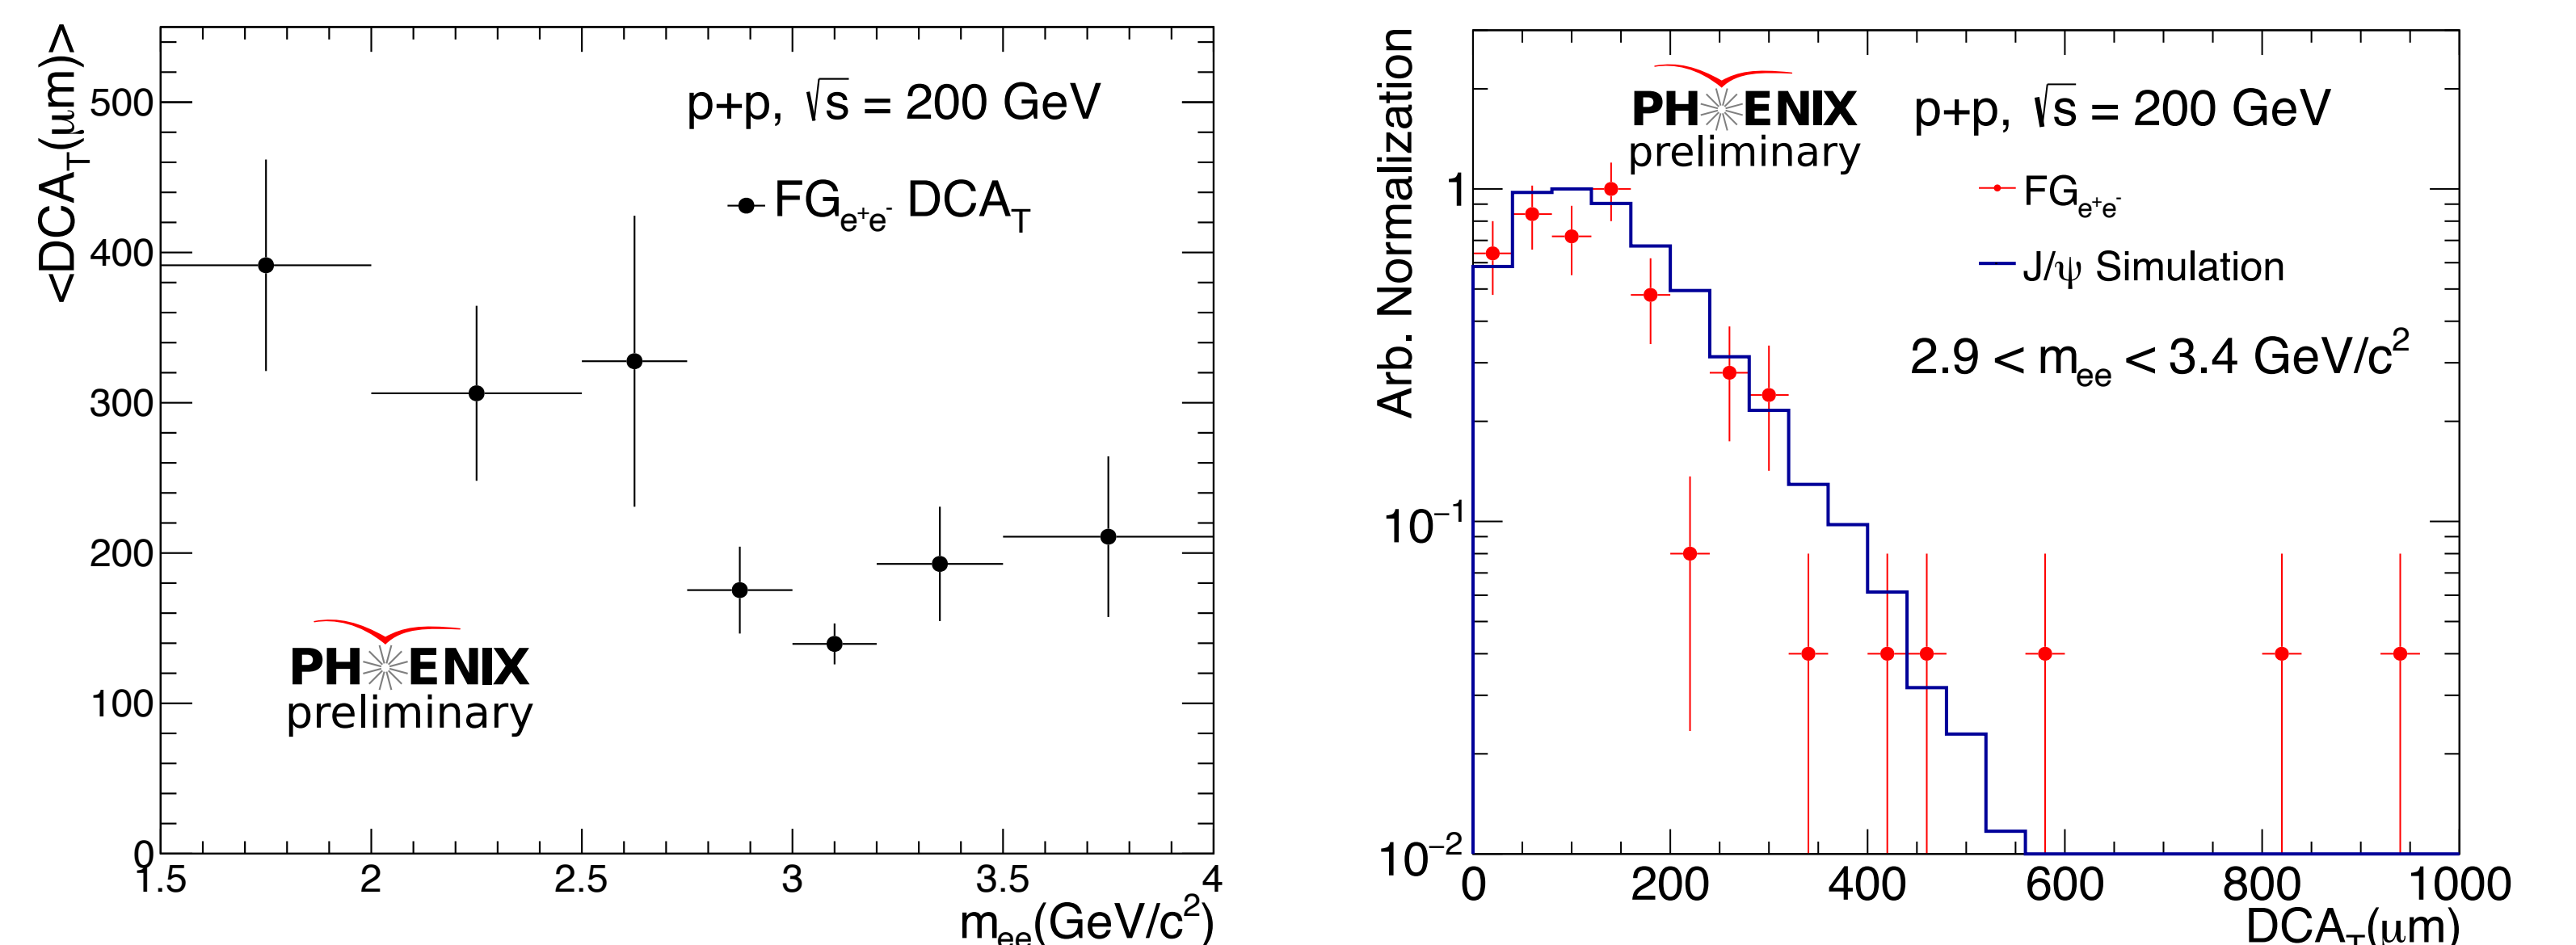 <DCA_T(μm)>
500
400
300
200
100
0
p+p, √s = 200 GeV
FG_e⁺e⁻ DCA_T
PHENIX
preliminary
1.5 2 2.5 3 3.5 4
m_ee(GeV/c²)
Arb. Normalization
1
10⁻¹
10⁻²
PHENIX
preliminary
p+p, √s = 200 GeV
FG_e⁺e⁻
J/ψ Simulation
2.9 < m_ee < 3.4 GeV/c²
0 200 400 600 800 1000
DCA_T(μm)